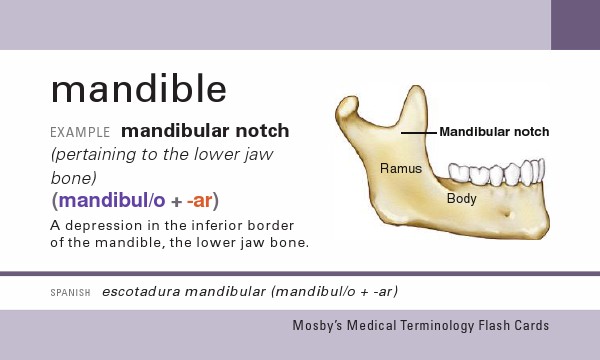 mandible
EXAMPLE mandibular notch
(pertaining to the lower jaw
bone)
(mandibul/o + -ar)
A depression in the inferior border
of the mandible, the lower jaw bone.
Mandibular notch
Ramus
Body
SPANISH escotadura mandibular (mandibul/o + -ar)
Mosby's Medical Terminology Flash Cards